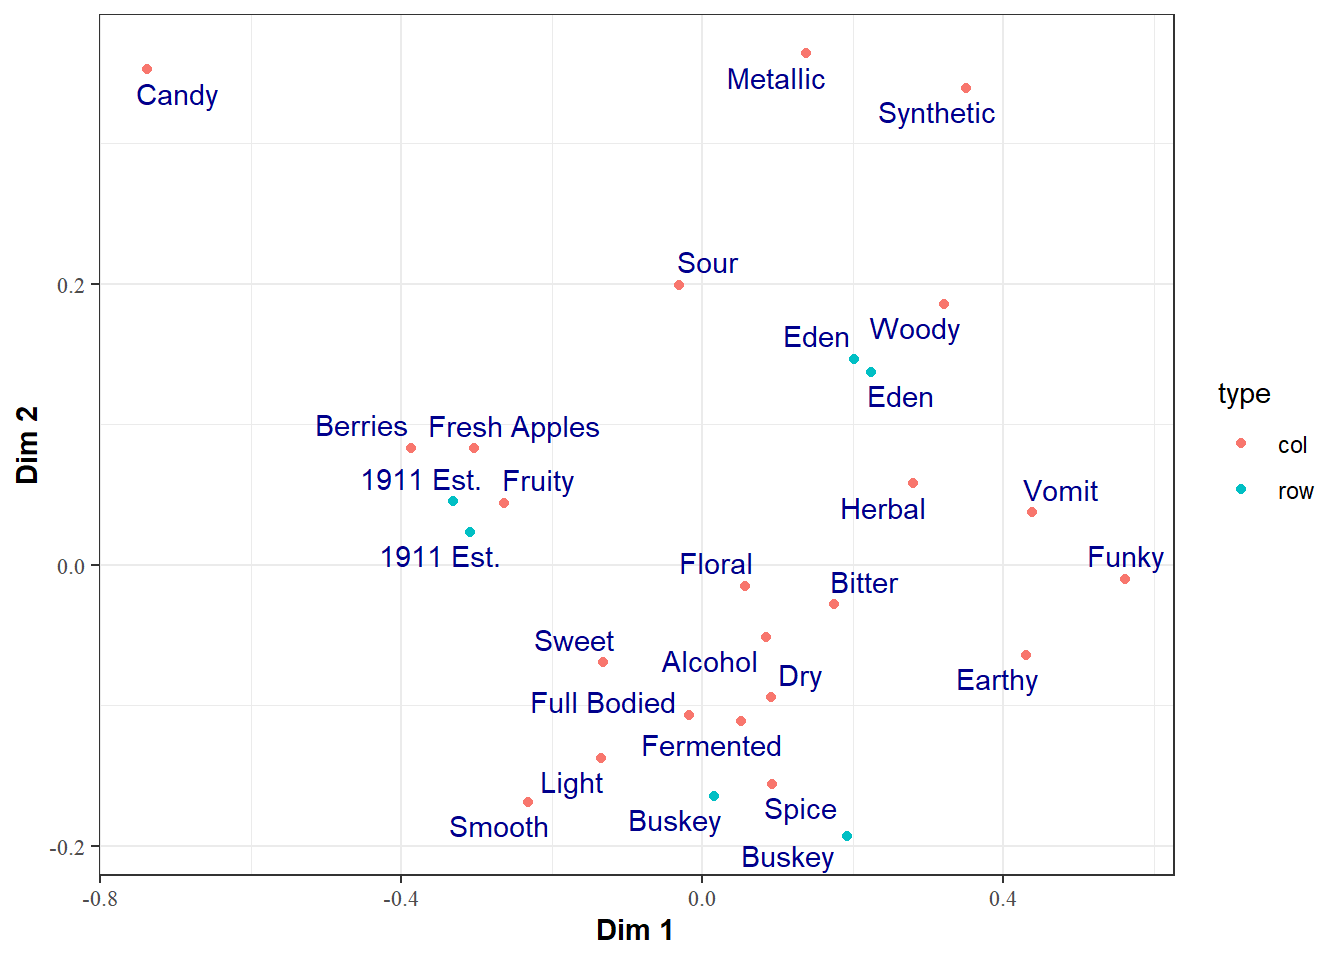 Metallic
Candy
Synthetic
Sour
0.2
Woody
Eden
Eden
type
Berries
Fresh Apples
Dim 2
col
1911 Est.
Fruity
Vomit
row
Herbal
1911 Est.
Floral
Funky
0.0
Bitter
Sweet
Alcohol
Dry
Earthy
Full Bodied
Fermented
Light
Spice
Buskey
Smooth
-0.2
Buskey
-0.8
-0.4
0.0
0.4
Dim 1